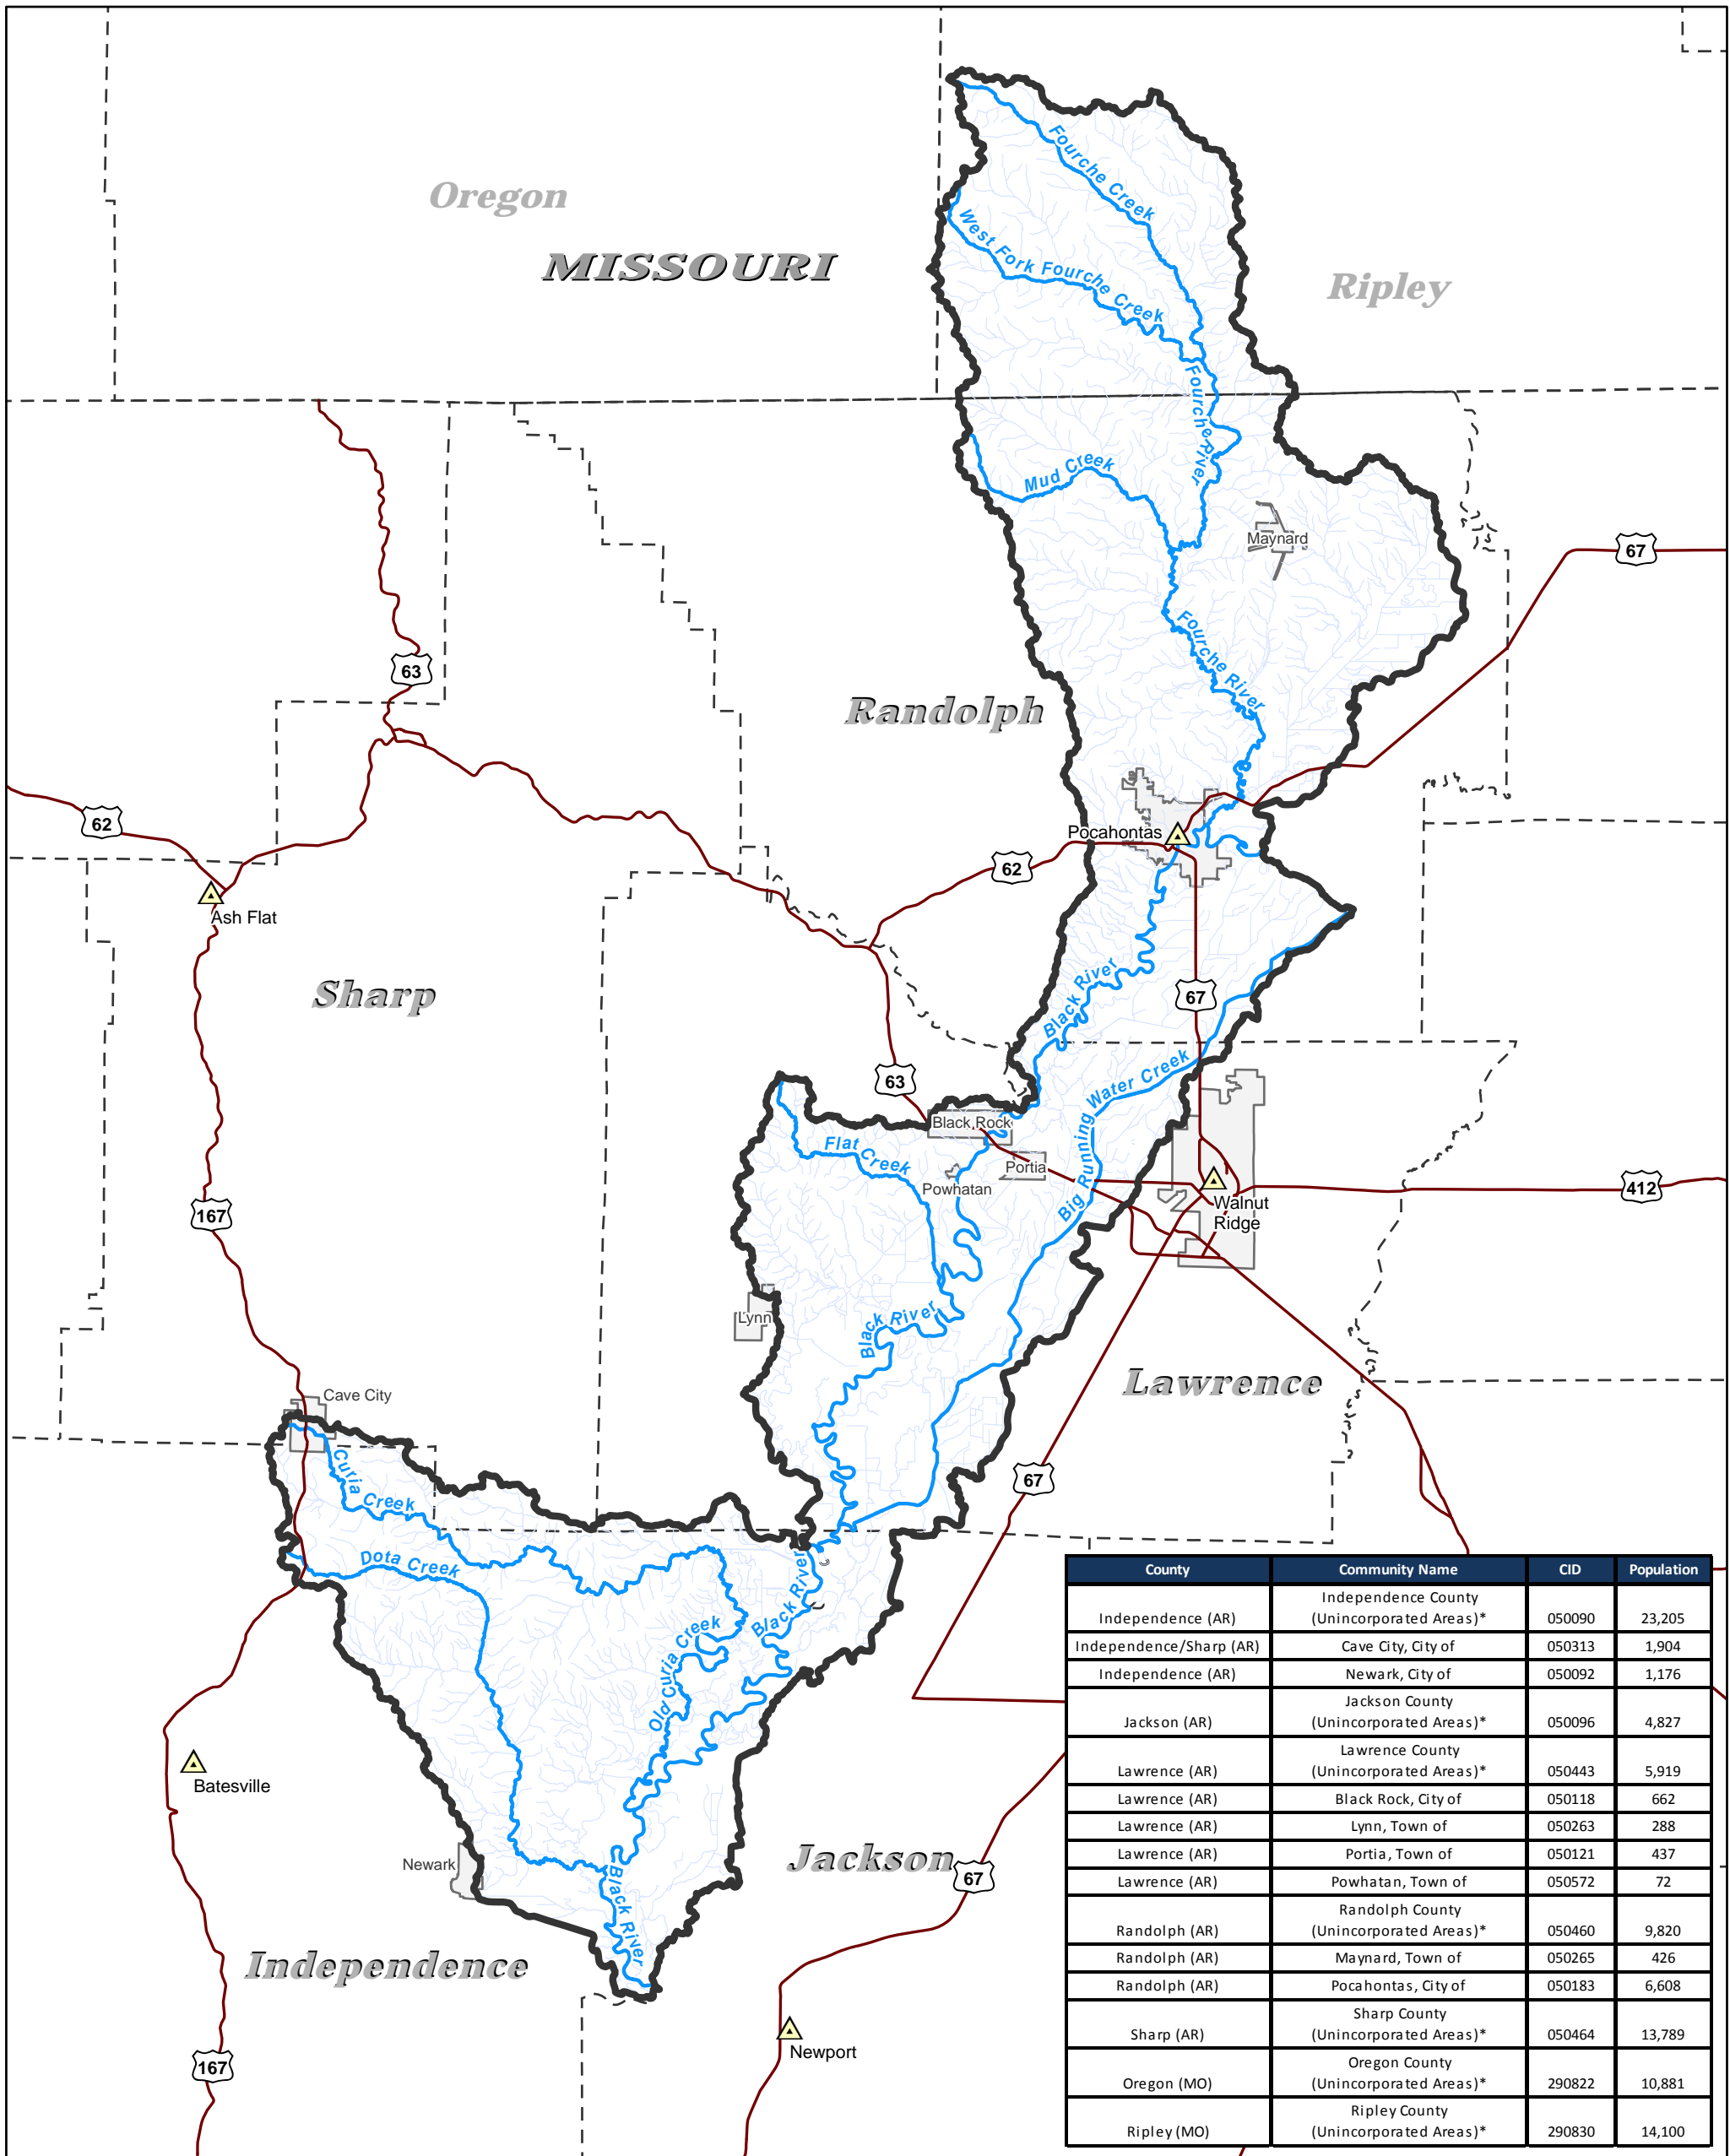 Oregon
MISSOURI
Ripley
Fourche Creek
West Fork Fourche Creek
Fourche River
Mud Creek
Maynard
67
Fourche River
63
Randolph
62
Pocahontas
62
Ash Flat
Sharp
Black River
67
Big Running Water Creek
63
Black Rock
Flat Creek
Portia
Powhatan
412
167
Walnut
Ridge
Lynn
Black River
Lawrence
Cave City
Curia Creek
67
Dota Creek
Black River
Old Curia Creek
Batesville
Newark
Jackson
67
Black River
Independence
Newport
167
County Community Name CID Population
Independence County
Independence (AR) (Unincorporated Areas)* 050090 23,205
Independence/Sharp (AR) Cave City, City of 050313 1,904
Independence (AR) Newark, City of 050092 1,176
Jackson County
Jackson (AR) (Unincorporated Areas)* 050096 4,827
Lawrence County
Lawrence (AR) (Unincorporated Areas)* 050443 5,919
Lawrence (AR) Black Rock, City of 050118 662
Lawrence (AR) Lynn, Town of 050263 288
Lawrence (AR) Portia, Town of 050121 437
Lawrence (AR) Powhatan, Town of 050572 72
Randolph County
Randolph (AR) (Unincorporated Areas)* 050460 9,820
Randolph (AR) Maynard, Town of 050265 426
Randolph (AR) Pocahontas, City of 050183 6,608
Sharp County
Sharp (AR) (Unincorporated Areas)* 050464 13,789
Oregon County
Oregon (MO) (Unincorporated Areas)* 290822 10,881
Ripley County
Ripley (MO) (Unincorporated Areas)* 290830 14,100